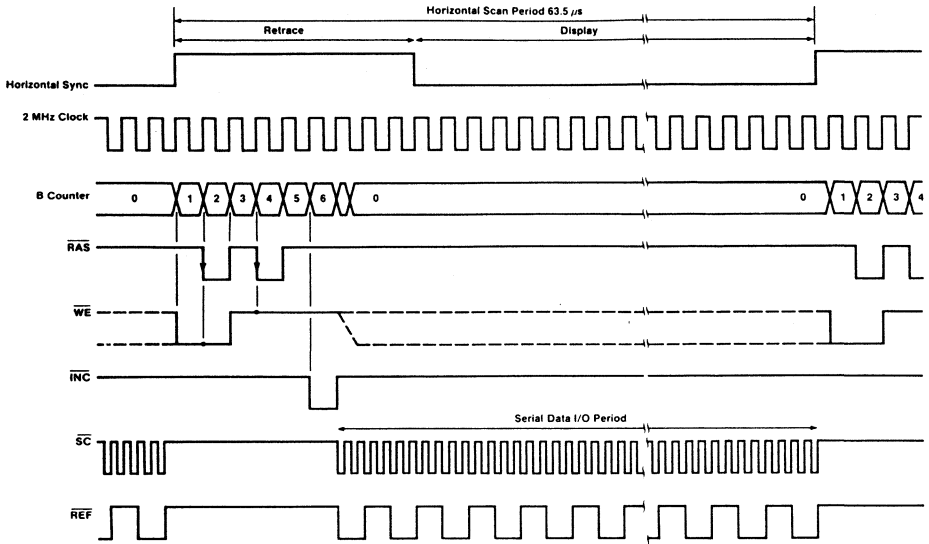 Horizontal Scan Period 63.5 μs
Retrace Display
Horizontal Sync
2 MHz Clock
B Counter 0 1 2 3 4 5 6 0 0 1 2 3 4
RAS
WE
INC
Serial Data I/O Period
SC
REF